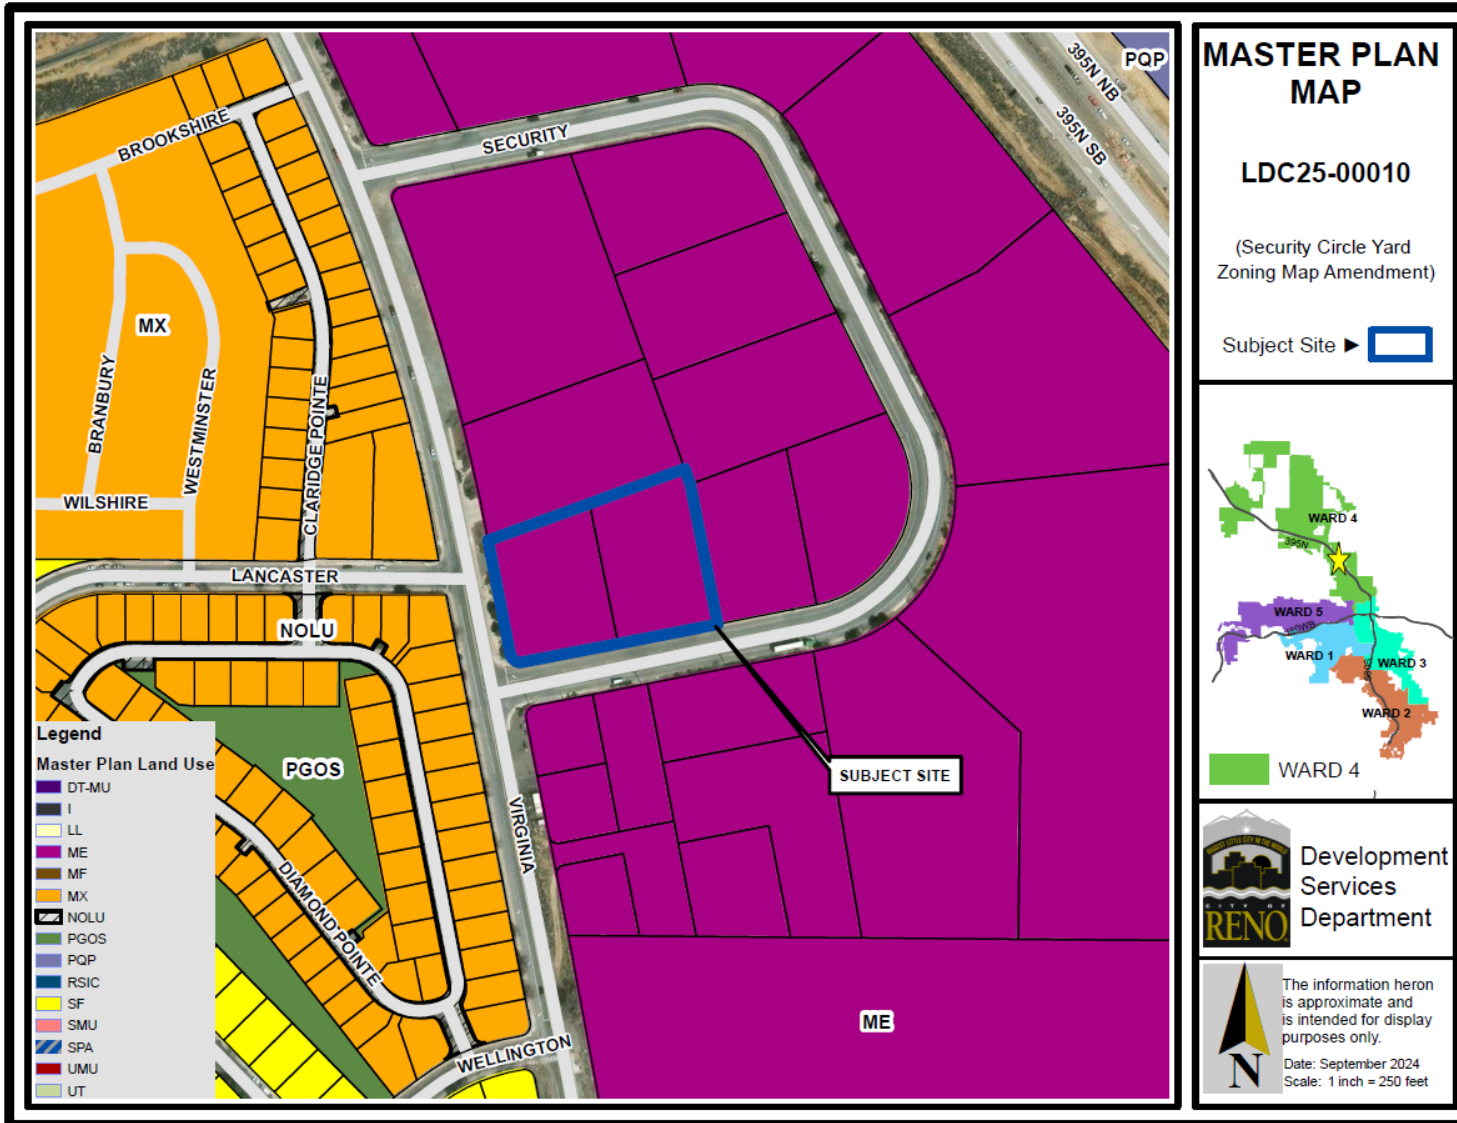 MASTER PLAN
MAP
LDC25-00010
(Security Circle Yard
Zoning Map Amendment)
Subject Site ►
395N NB
395N SB
PQP
BROOKSHIRE
SECURITY
MX
BRANBURY
WESTMINSTER
CLARIDGE POINTE
WILSHIRE
LANCASTER
NOLU
PGOS
VIRGINIA
DIAMOND POINTE
WELLINGTON
SUBJECT SITE
ME
Legend
Master Plan Land Use
DT-MU
I
LL
ME
MF
MX
NOLU
PGOS
PQP
RSIC
SF
SMU
SPA
UMU
UT
WARD 4
395N
WARD 5
I80WB
WARD 1
WARD 3
WARD 2
WARD 4
CITY OF
RENO
Development
Services
Department
The information heron
is approximate and
is intended for display
purposes only.
Date: September 2024
Scale: 1 inch = 250 feet
N